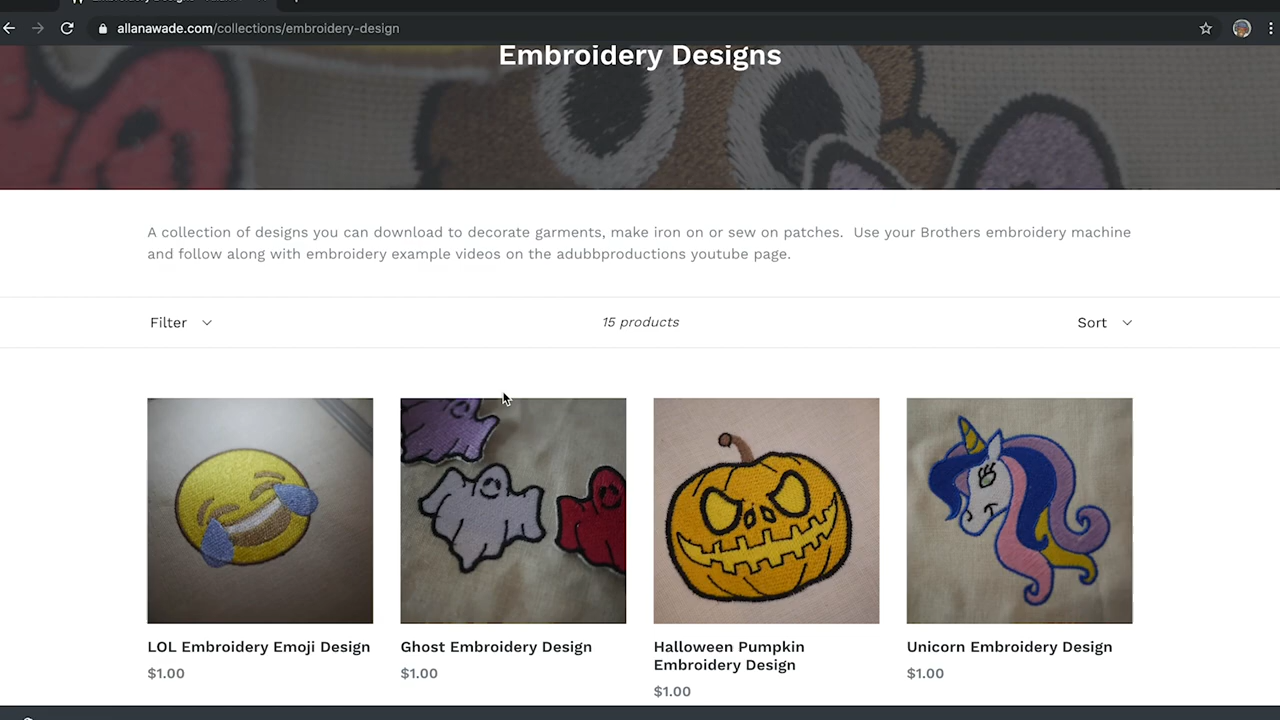 allanawade.com/collections/embroidery-design
Embroidery Designs
A collection of designs you can download to decorate garments, make iron on or sew on patches.  Use your Brothers embroidery machine
and follow along with embroidery example videos on the adubbproductions youtube page.
Filter
15 products
Sort
LOL Embroidery Emoji Design
$1.00
Ghost Embroidery Design
$1.00
Halloween Pumpkin
Embroidery Design
$1.00
Unicorn Embroidery Design
$1.00